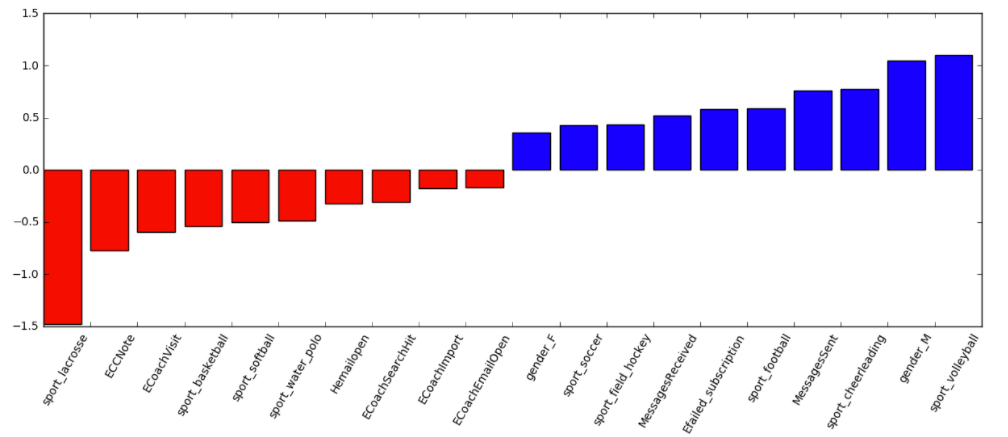 1.5
1.0
0.5
0.0
−0.5
−1.0
−1.5
sport_lacrosse
ECCNote
ECoachVisit
sport_basketball
sport_softball
sport_water_polo
Hemailopen
ECoachSearchHit
ECoachImport
ECoachEmailOpen
gender_F
sport_soccer
sport_field_hockey
MessagesReceived
Efailed_subscription
sport_football
MessagesSent
sport_cheerleading
gender_M
sport_volleyball